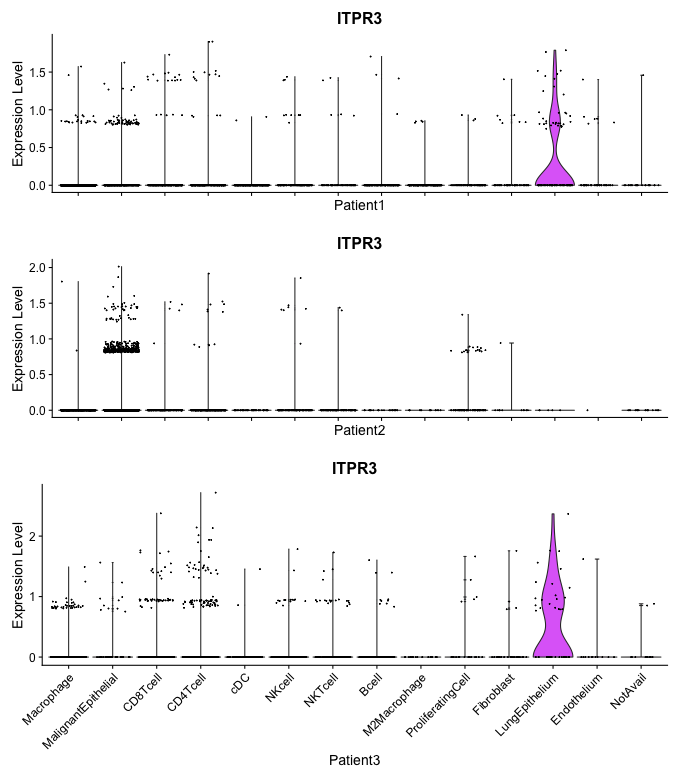 ITPR3
Expression Level
1.5
1.0
0.5
0.0
Patient1
ITPR3
Expression Level
2.0
1.5
1.0
0.5
0.0
Patient2
ITPR3
Expression Level
2
1
0
Macrophage
MalignantEpithelial
CD8Tcell
CD4Tcell
cDC
NKcell
NKTcell
Bcell
M2Macrophage
ProliferatingCell
Fibroblast
LungEpithelium
Endothelium
NotAvail
Patient3